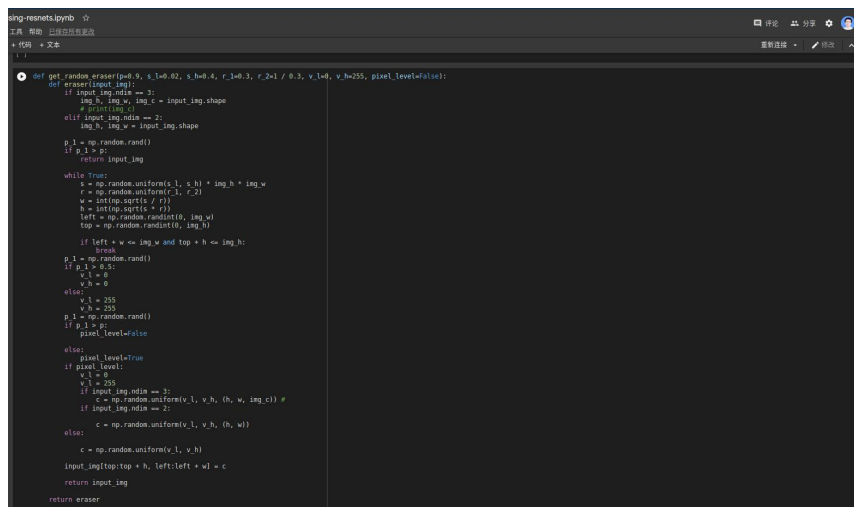 sing-resnets.ipynb ☆
评论 分享
工具 帮助 已保存所有更改
+ 代码 + 文本
重新连接 修改
[ ]
def get_random_eraser(p=0.9, s_l=0.02, s_h=0.4, r_1=0.3, r_2=1 / 0.3, v_l=0, v_h=255, pixel_level=False):
def eraser(input_img):
if input_img.ndim == 3:
img_h, img_w, img_c = input_img.shape
# print(img_c)
elif input_img.ndim == 2:
img_h, img_w = input_img.shape
p_1 = np.random.rand()
if p_1 > p:
return input_img
while True:
s = np.random.uniform(s_l, s_h) * img_h * img_w
r = np.random.uniform(r_1, r_2)
w = int(np.sqrt(s / r))
h = int(np.sqrt(s * r))
left = np.random.randint(0, img_w)
top = np.random.randint(0, img_h)
if left + w <= img_w and top + h <= img_h:
break
p_1 = np.random.rand()
if p_1 > 0.5:
v_l = 0
v_h = 0
else:
v_l = 255
v_h = 255
p_1 = np.random.rand()
if p_1 > p:
pixel_level=False
else:
pixel_level=True
if pixel_level:
v_l = 0
v_l = 255
if input_img.ndim == 3:
c = np.random.uniform(v_l, v_h, (h, w, img_c)) #
if input_img.ndim == 2:
c = np.random.uniform(v_l, v_h, (h, w))
else:
c = np.random.uniform(v_l, v_h)
input_img[top:top + h, left:left + w] = c
return input_img
return eraser